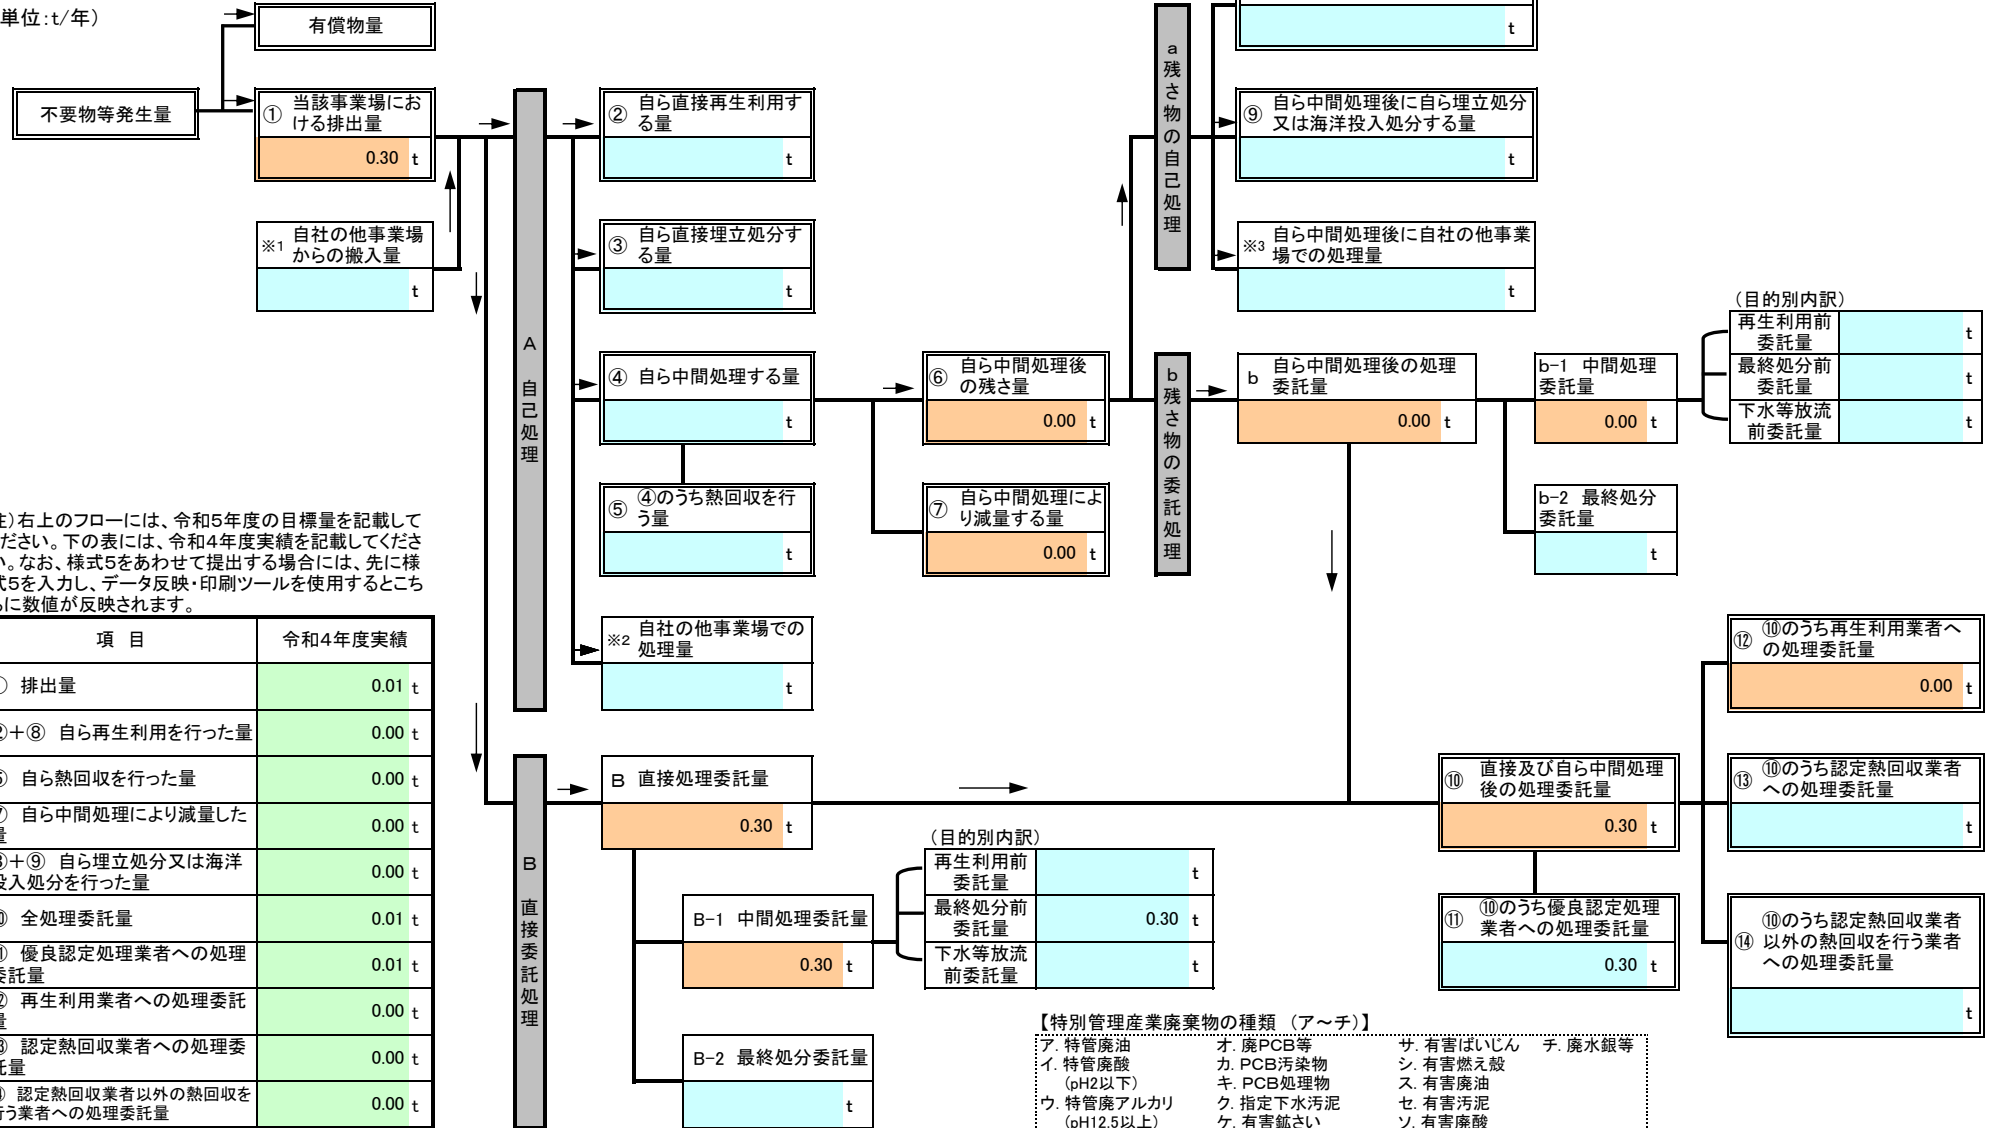 単位:t/年)
有償物量
不要物等発生量
① 当該事業場にお
ける排出量
0.30 t
※1 自社の他事業場
からの搬入量
t
A 自己処理
② 自ら直接再生利用す
る量
t
③ 自ら直接埋立処分す
る量
t
④ 自ら中間処理する量
t
⑤ ④のうち熱回収を行
う量
t
※2 自社の他事業場での
処理量
t
⑥ 自ら中間処理後
の残さ量
0.00 t
⑦ 自ら中間処理によ
り減量する量
0.00 t
a 残さ物の自己処理
t
⑨ 自ら中間処理後に自ら埋立処分
又は海洋投入処分する量
t
※3 自ら中間処理後に自社の他事業
場での処理量
t
b 残さ物の委託処理
b 自ら中間処理後の処理
委託量
0.00 t
b-1 中間処理
委託量
0.00 t
b-2 最終処分
委託量
t
(目的別内訳)
再生利用前
委託量
t
最終処分前
委託量
t
下水等放流
前委託量
t
注)右上のフローには、令和5年度の目標量を記載して
ださい。下の表には、令和4年度実績を記載してくださ
い。なお、様式5をあわせて提出する場合には、先に様
式5を入力し、データ反映・印刷ツールを使用するとこち
らに数値が反映されます。
項 目 令和4年度実績
① 排出量 0.01 t
②+⑧ 自ら再生利用を行った量 0.00 t
⑤ 自ら熱回収を行った量 0.00 t
⑦ 自ら中間処理により減量した
量 0.00 t
③+⑨ 自ら埋立処分又は海洋
投入処分を行った量 0.00 t
⑩ 全処理委託量 0.01 t
⑪ 優良認定処理業者への処理
委託量 0.01 t
⑫ 再生利用業者への処理委託
量 0.00 t
⑬ 認定熱回収業者への処理委
託量 0.00 t
⑭ 認定熱回収業者以外の熱回収を
行う業者への処理委託量 0.00 t
B 直接委託処理
B 直接処理委託量
0.30 t
B-1 中間処理委託量
0.30 t
B-2 最終処分委託量
t
(目的別内訳)
再生利用前
委託量
t
最終処分前
委託量
0.30 t
下水等放流
前委託量
t
⑩ 直接及び自ら中間処理
後の処理委託量
0.30 t
⑪ ⑩のうち優良認定処理
業者への処理委託量
0.30 t
⑫ ⑩のうち再生利用業者へ
の処理委託量
0.00 t
⑬ ⑩のうち認定熱回収業者
への処理委託量
t
⑭ ⑩のうち認定熱回収業者
以外の熱回収を行う業者
への処理委託量
t
【特別管理産業廃棄物の種類 (ア~チ)】
ア. 特管廃油 オ. 廃PCB等 サ. 有害ばいじん チ. 廃水銀等
イ. 特管廃酸 カ. PCB汚染物 シ. 有害燃え殻
(pH2以下) キ. PCB処理物 ス. 有害廃油
ウ. 特管廃アルカリ ク. 指定下水汚泥 セ. 有害汚泥
(pH12.5以上) ケ. 有害鉱さい ソ. 有害廃酸